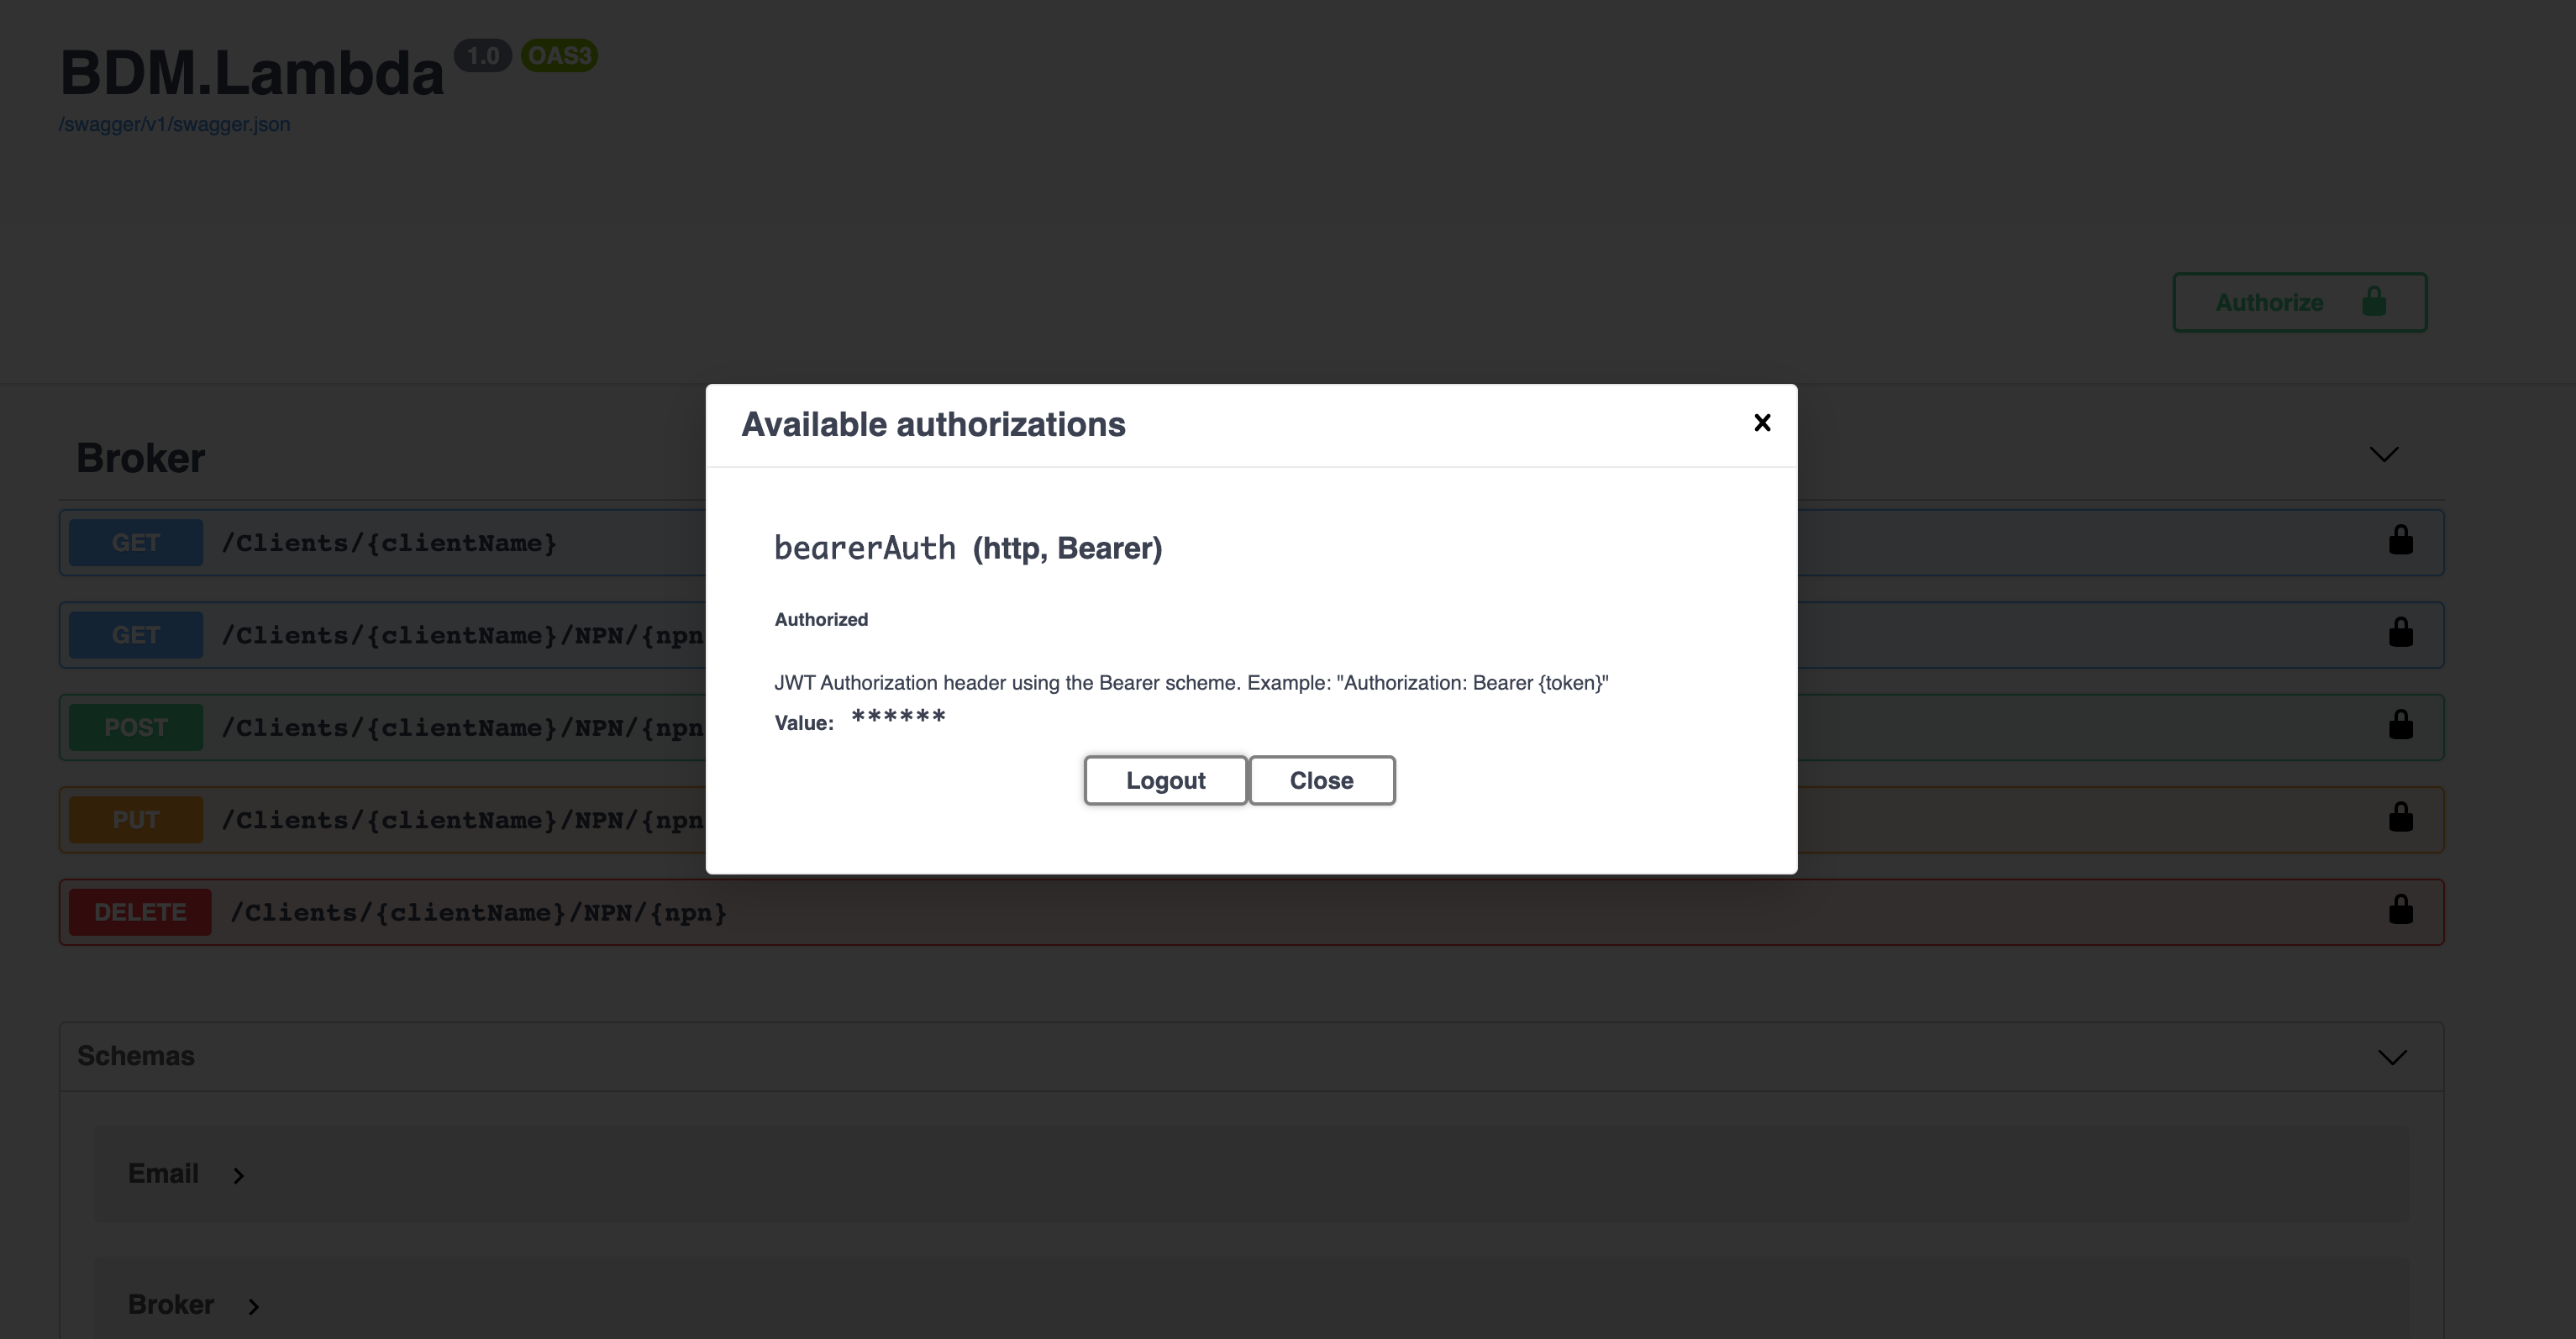 BDM.Lambda 1.0 OAS3
/swagger/v1/swagger.json
Authorize
Available authorizations
bearerAuth (http, Bearer)
Authorized
JWT Authorization header using the Bearer scheme. Example: "Authorization: Bearer {token}"
Value: ******
Logout Close
Broker
GET /Clients/{clientName}
GET /Clients/{clientName}/NPN/{npn
POST /Clients/{clientName}/NPN/{npn
PUT /Clients/{clientName}/NPN/{npn
DELETE /Clients/{clientName}/NPN/{npn}
Schemas
Email
Broker